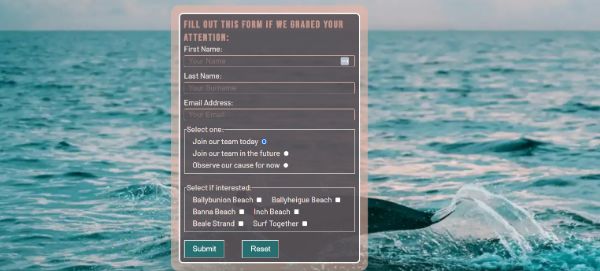 FILL OUT THIS FORM IF WE GRABED YOUR
ATTENTION:
First Name:
Your Name
Last Name:
Your Surname
Email Address:
Your Email
Select one:
Join our team today
Join our team in the future
Observe our cause for now
Select if interested:
Ballybunion Beach Ballyheigue Beach
Banna Beach Inch Beach
Beale Strand Surf Together
Submit Reset